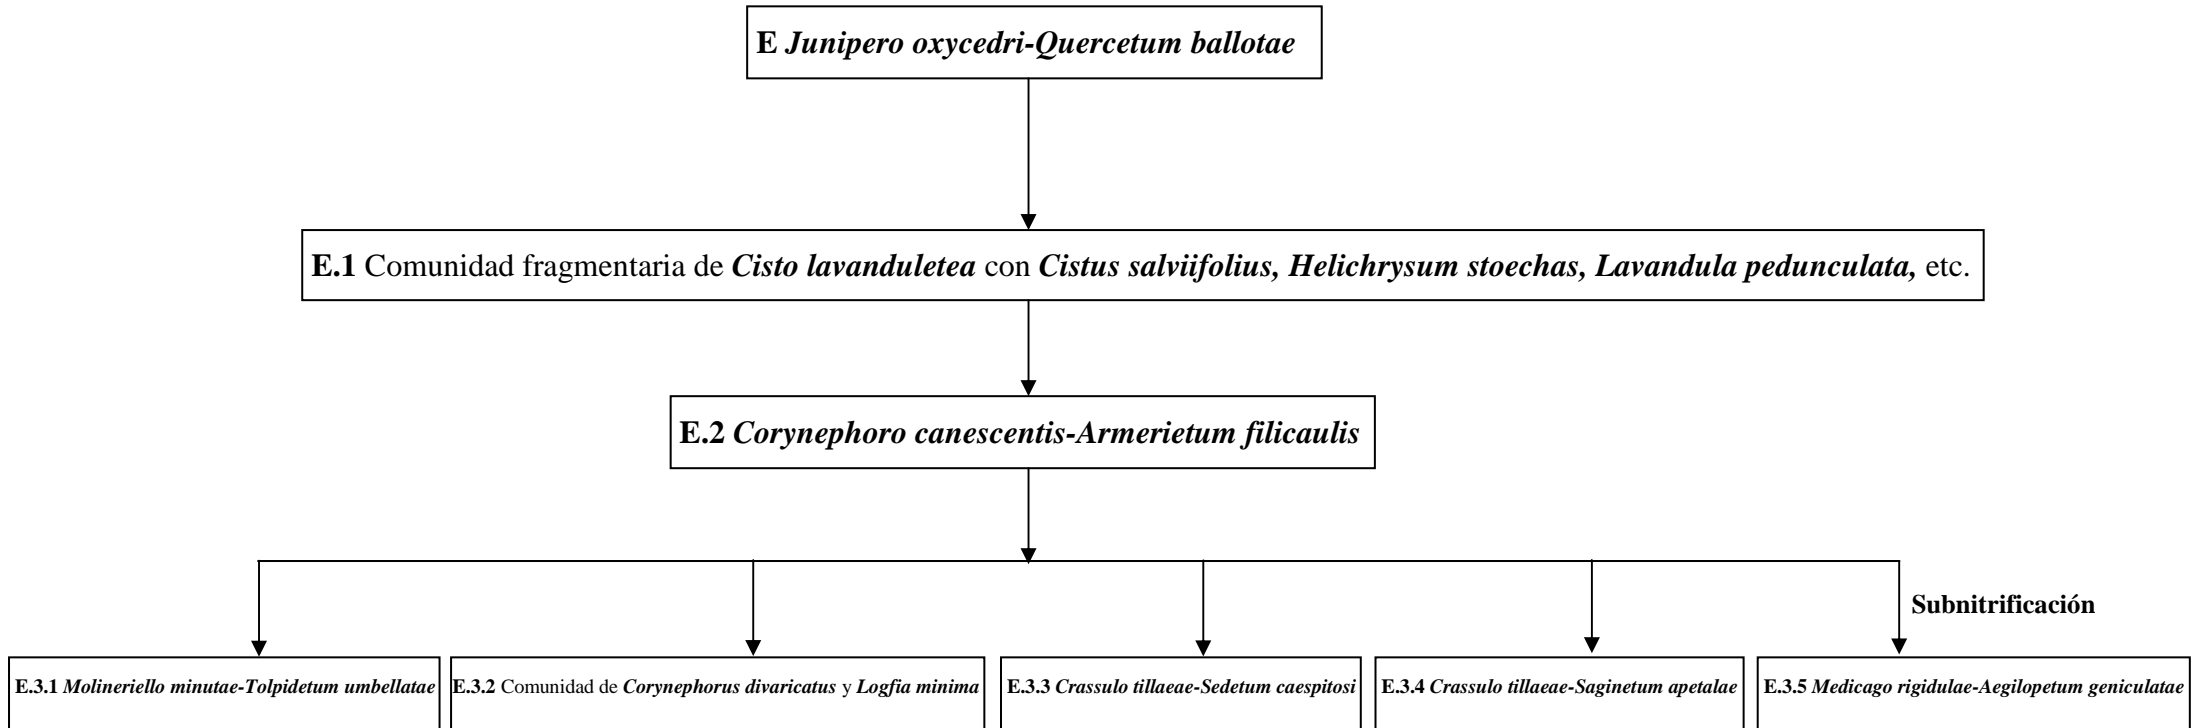 E Junipero oxycedri-Quercetum ballotae
E.1 Comunidad fragmentaria de Cisto lavanduletea con Cistus salviifolius, Helichrysum stoechas, Lavandula pedunculata, etc.
E.2 Corynephoro canescentis-Armerietum filicaulis
Subnitrificación
E.3.1 Molineriello minutae-Tolpidetum umbellatae
E.3.2 Comunidad de Corynephorus divaricatus y Logfia minima
E.3.3 Crassulo tillaeae-Sedetum caespitosi
E.3.4 Crassulo tillaeae-Saginetum apetalae
E.3.5 Medicago rigidulae-Aegilopetum geniculatae